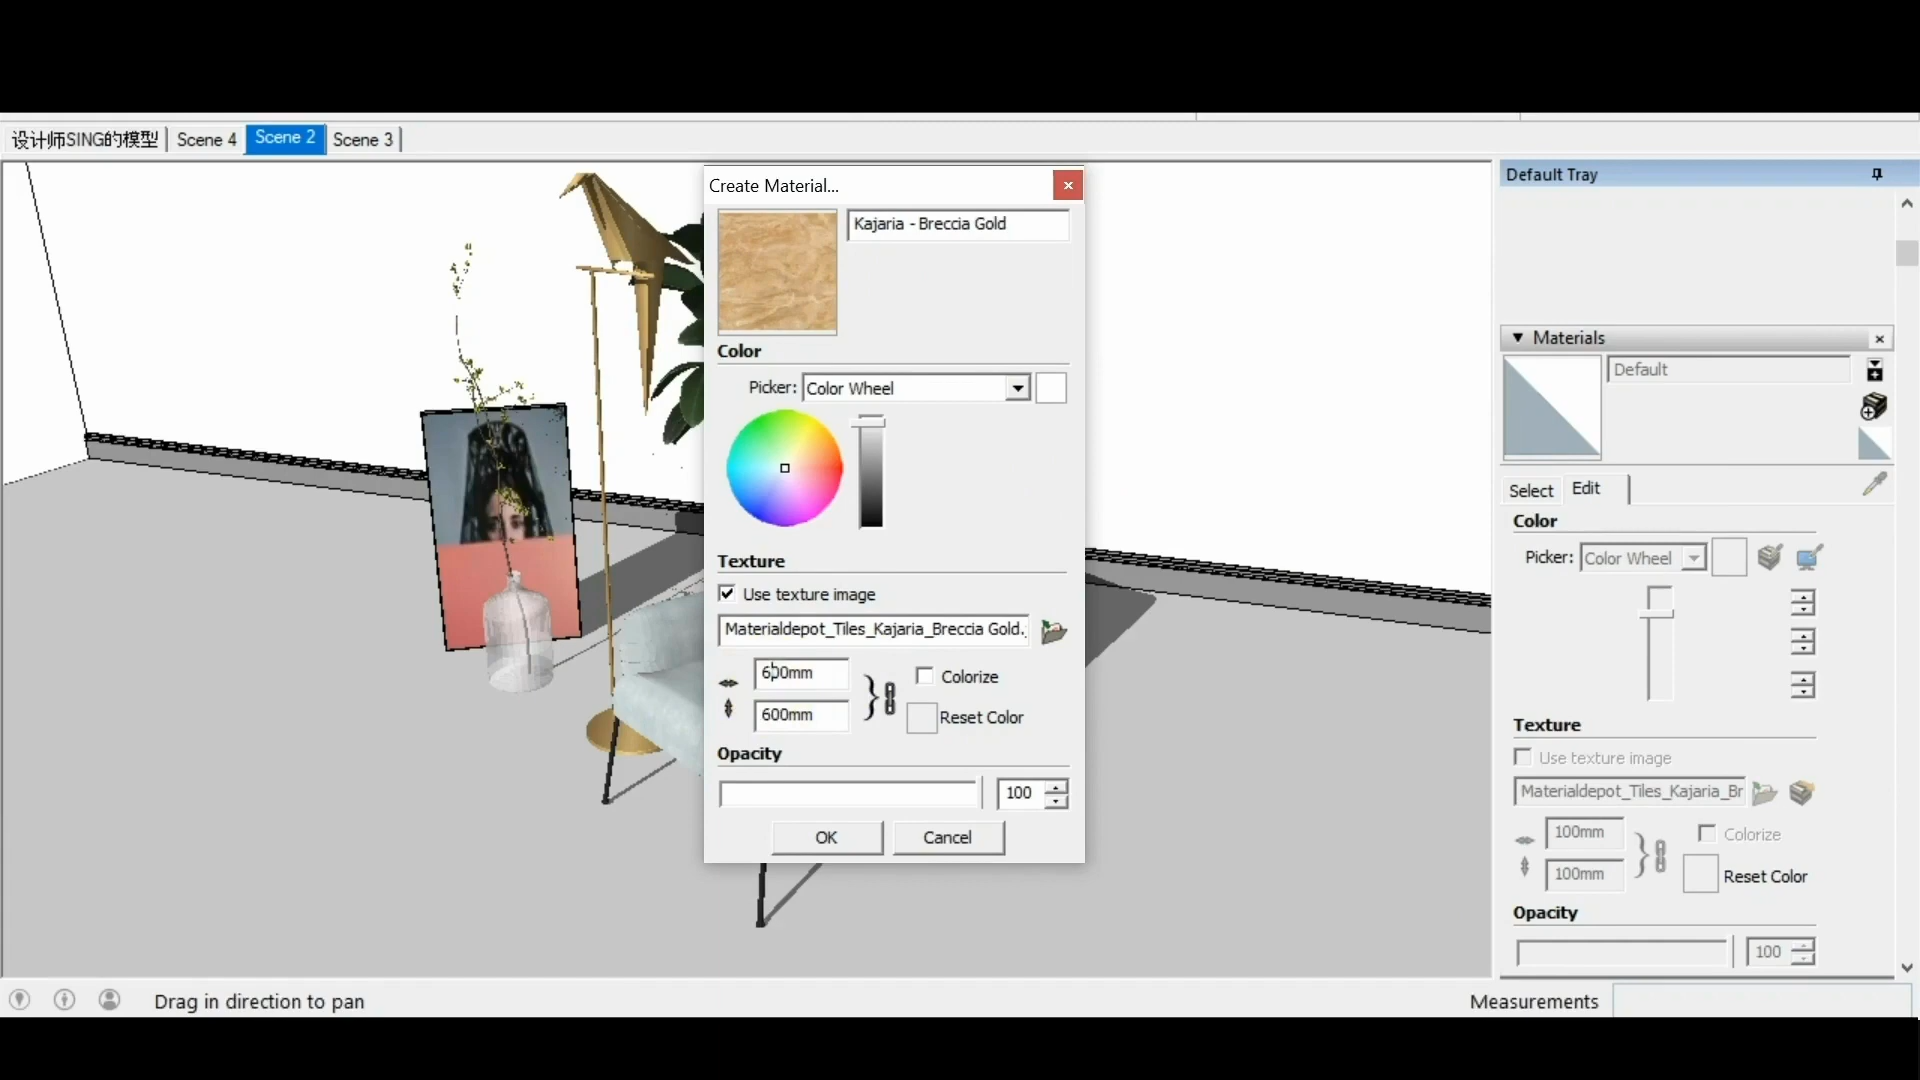 设计师SING的模型 Scene 4 Scene 2 Scene 3
Create Material...
Kajaria - Breccia Gold
Color
Picker: Color Wheel
Texture
Use texture image
Materialdepot_Tiles_Kajaria_Breccia Gold.
600mm
Colorize
600mm
Reset Color
Opacity
100
OK Cancel
Default Tray
Materials
Default
Select Edit
Color
Picker: Color Wheel
Texture
Use texture image
Materialdepot_Tiles_Kajaria_Br
100mm
Colorize
100mm
Reset Color
Opacity
100
Drag in direction to pan
Measurements